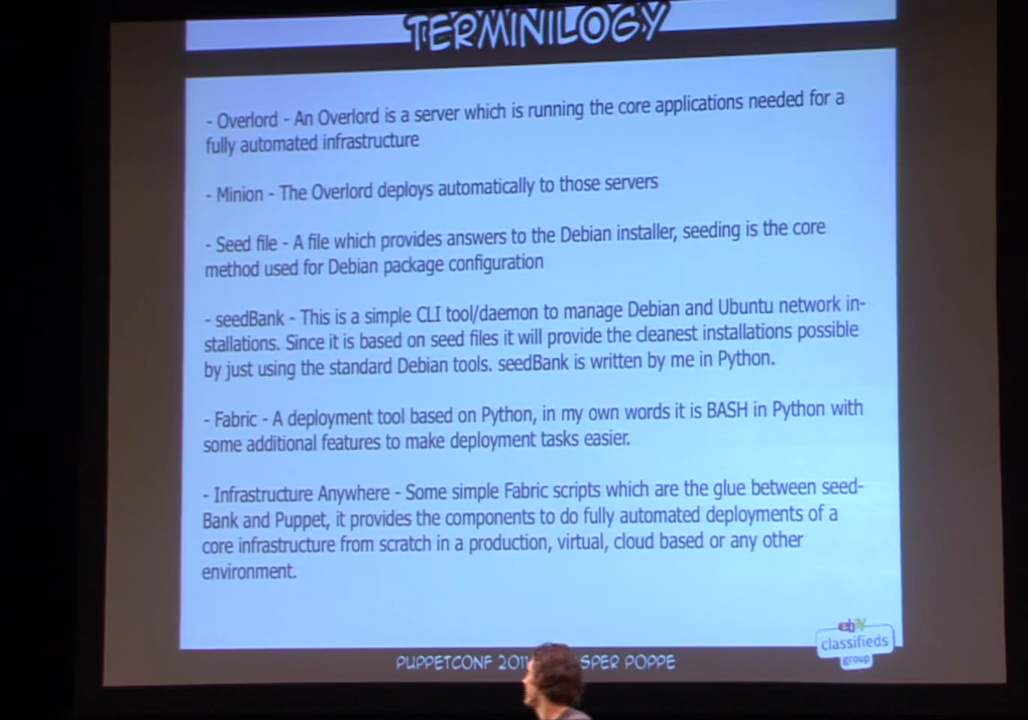 TERMINILOGY
- Overlord - An Overlord is a server which is running the core applications needed for a
fully automated infrastructure
- Minion - The Overlord deploys automatically to those servers
- Seed file - A file which provides answers to the Debian installer, seeding is the core
method used for Debian package configuration
- seedBank - This is a simple CLI tool/daemon to manage Debian and Ubuntu network in-
stallations. Since it is based on seed files it will provide the cleanest installations possible
by just using the standard Debian tools. seedBank is written by me in Python.
- Fabric - A deployment tool based on Python, in my own words it is BASH in Python with
some additional features to make deployment tasks easier.
- Infrastructure Anywhere - Some simple Fabric scripts which are the glue between seed-
Bank and Puppet, it provides the components to do fully automated deployments of a
core infrastructure from scratch in a production, virtual, cloud based or any other
environment.
ebay
classifieds
group
PUPPETCONF 2011 SPER POPPE